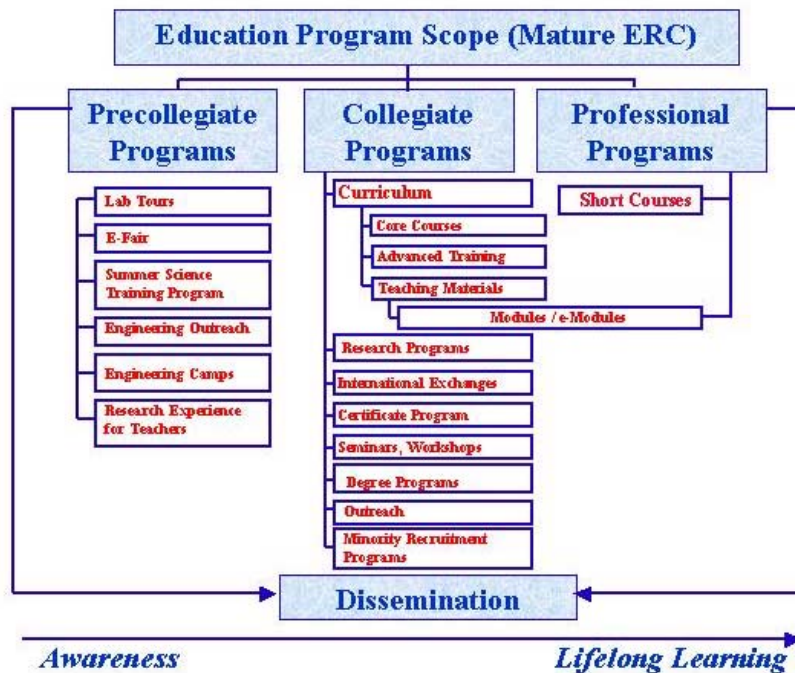 Education Program Scope (Mature ERC)
Precollegiate
Programs
Collegiate
Programs
Professional
Programs
Lab Tours
E-Fair
Summer Science
Training Program
Engineering Outreach
Engineering Camps
Research Experience
for Teachers
Curriculum
Core Courses
Advanced Training
Teaching Materials
Modules / e-Modules
Research Programs
International Exchanges
Certificate Program
Seminars, Workshops
Degree Programs
Outreach
Minority Recruitment
Programs
Short Courses
Dissemination
Awareness
Lifelong Learning